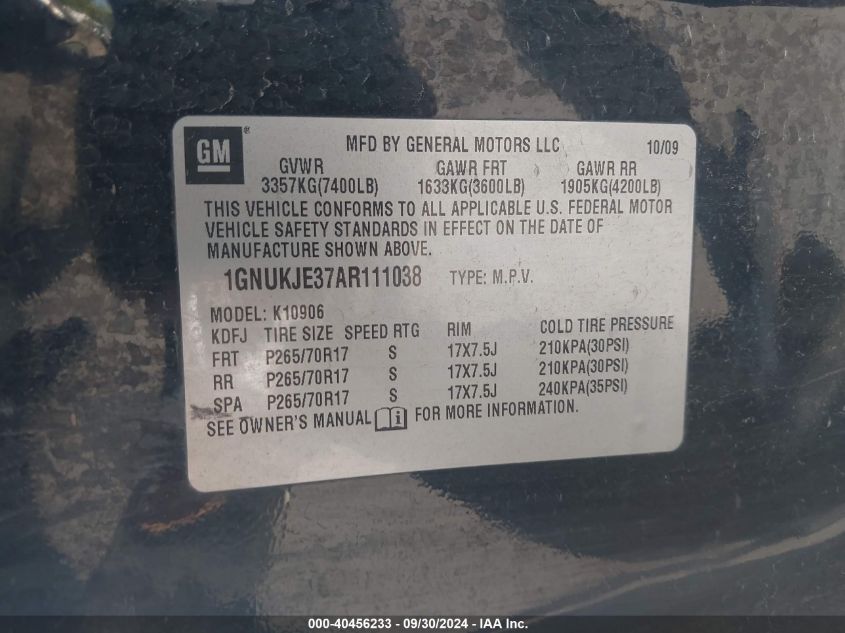 GM ® MFD BY GENERAL MOTORS LLC 10/09
GVWR GAWR FRT GAWR RR
3357KG(7400LB) 1633KG(3600LB) 1905KG(4200LB)
THIS VEHICLE CONFORMS TO ALL APPLICABLE U.S. FEDERAL MOTOR
VEHICLE SAFETY STANDARDS IN EFFECT ON THE DATE OF
MANUFACTURE SHOWN ABOVE.
1GNUKJE37AR111038 TYPE: M.P.V.
MODEL: K10906
KDFJ TIRE SIZE SPEED RTG RIM COLD TIRE PRESSURE
FRT P265/70R17 S 17X7.5J 210KPA(30PSI)
RR P265/70R17 S 17X7.5J 210KPA(30PSI)
SPA P265/70R17 S 17X7.5J 240KPA(35PSI)
SEE OWNER'S MANUAL i FOR MORE INFORMATION.
000-40456233 - 09/30/2024 - IAA Inc.